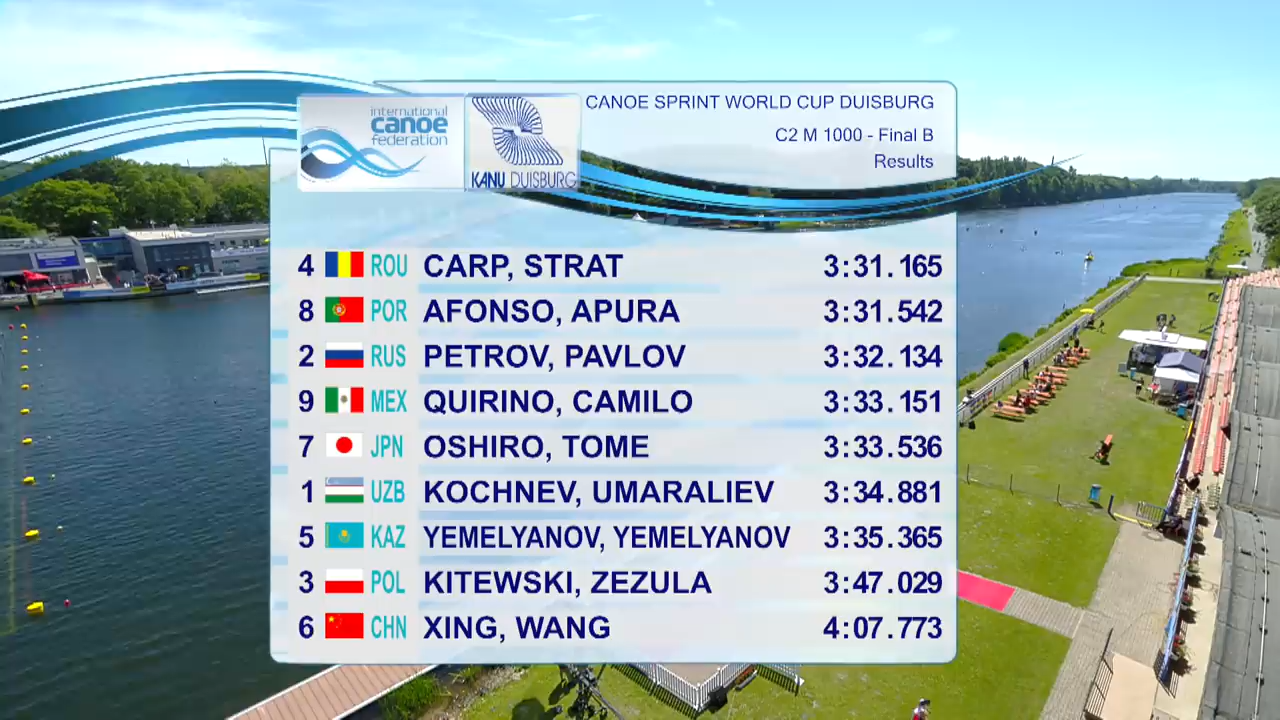 international
canoe
federation
KANU DUISBURG
CANOE SPRINT WORLD CUP DUISBURG
C2 M 1000 - Final B
Results
4 ROU CARP, STRAT 3:31.165
8 POR AFONSO, APURA 3:31.542
2 RUS PETROV, PAVLOV 3:32.134
9 MEX QUIRINO, CAMILO 3:33.151
7 JPN OSHIRO, TOME 3:33.536
1 UZB KOCHNEV, UMARALIEV 3:34.881
5 KAZ YEMELYANOV, YEMELYANOV 3:35.365
3 POL KITEWSKI, ZEZULA 3:47.029
6 CHN XING, WANG 4:07.773